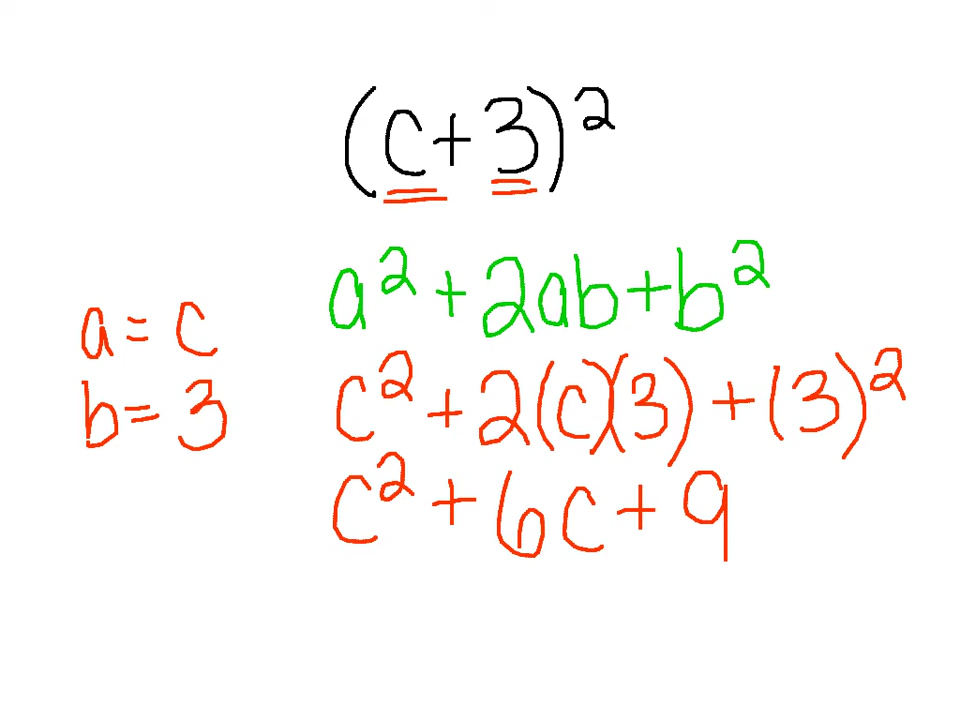 (c+3)²
a²+2ab+b²
a=c
b=3
c²+2(c)(3)+(3)²
c²+6c+9